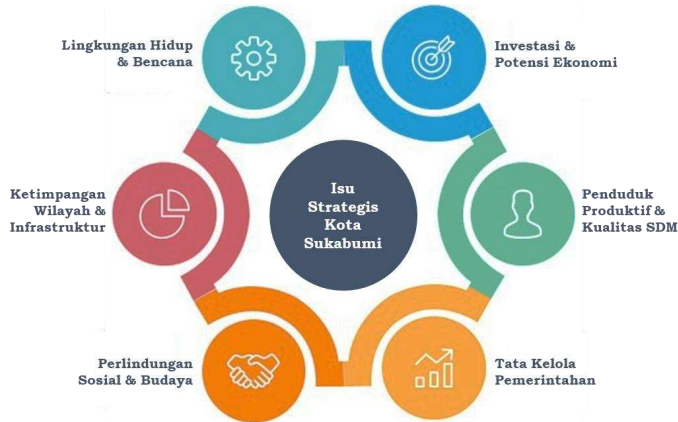 Lingkungan Hidup
& Bencana
Investasi &
Potensi Ekonomi
Ketimpangan
Wilayah &
Infrastruktur
Isu
Strategis
Kota
Sukabumi
Penduduk
Produktif &
Kualitas SDM
Perlindungan
Sosial & Budaya
Tata Kelola
Pemerintahan